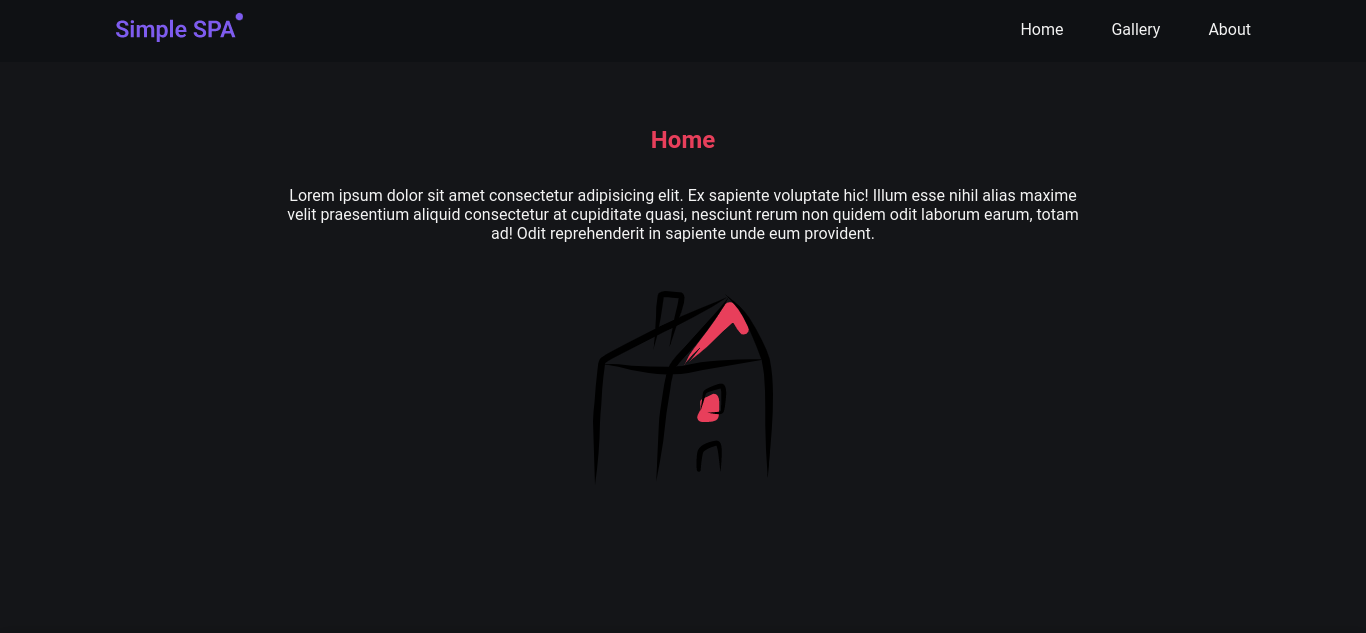 Simple SPA
Home
Gallery
About
Home
Lorem ipsum dolor sit amet consectetur adipisicing elit. Ex sapiente voluptate hic! Illum esse nihil alias maxime
velit praesentium aliquid consectetur at cupiditate quasi, nesciunt rerum non quidem odit laborum earum, totam
ad! Odit reprehenderit in sapiente unde eum provident.